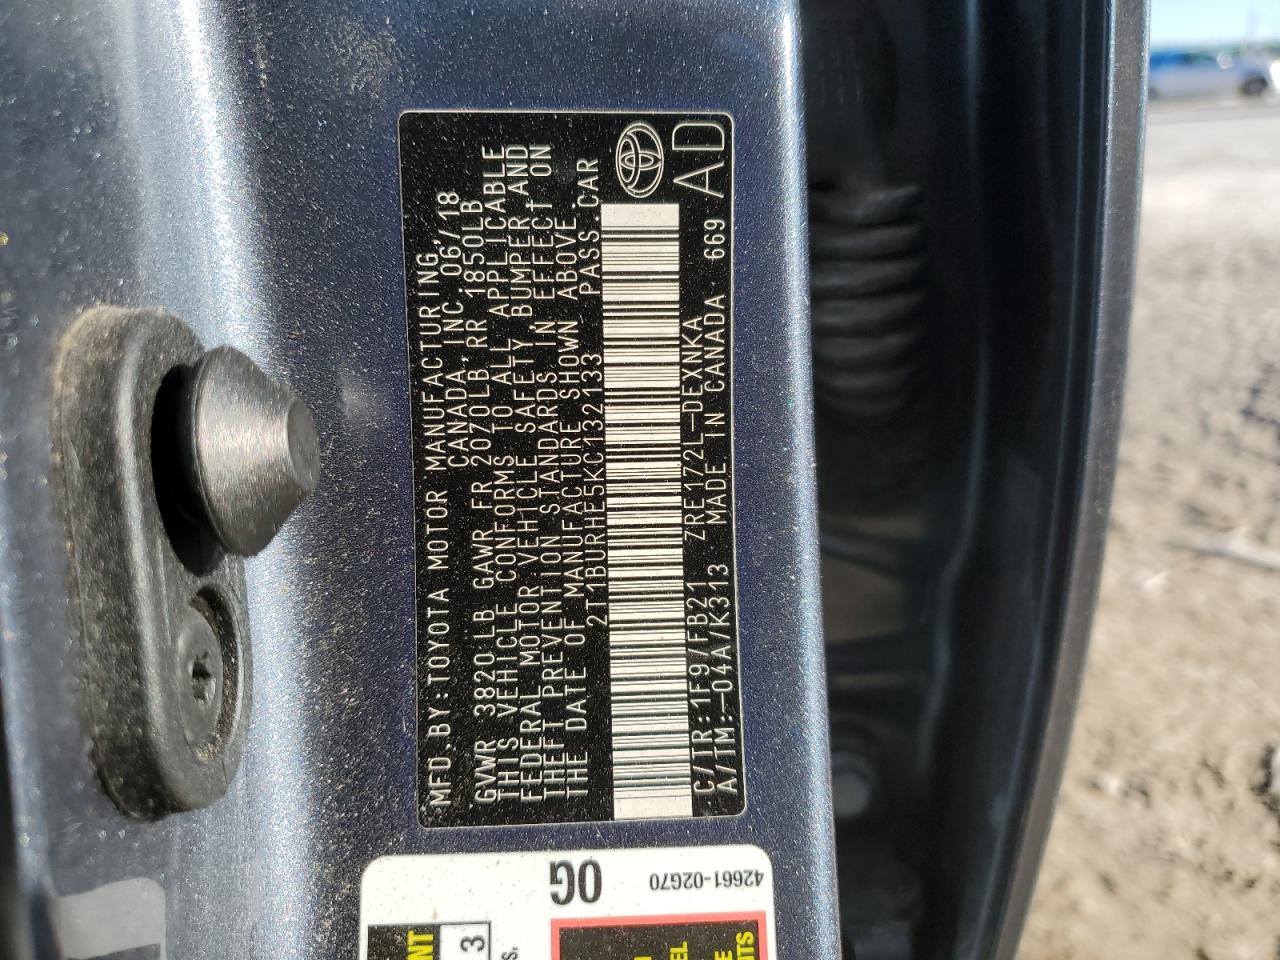 MFD.BY:TOYOTA MOTOR MANUFACTURING
CANADA, INC. 06/18
GVWR 3820LB GAWR FR 2070LB RR 1850LB
THIS VEHICLE CONFORMS TO ALL APPLICABLE
FEDERAL MOTOR VEHICLE SAFETY, BUMPER, AND
THEFT PREVENTION STANDARDS IN EFFECT ON
THE DATE OF MANUFACTURE SHOWN ABOVE.
2T1BURHE5KC132133 PASS.CAR
C/TR:1F9/FB21 ZRE172L-DEXNKA
A/TM:-04A/K313 MADE IN CANADA 669
AD
0G
42661-02G70
NT
3